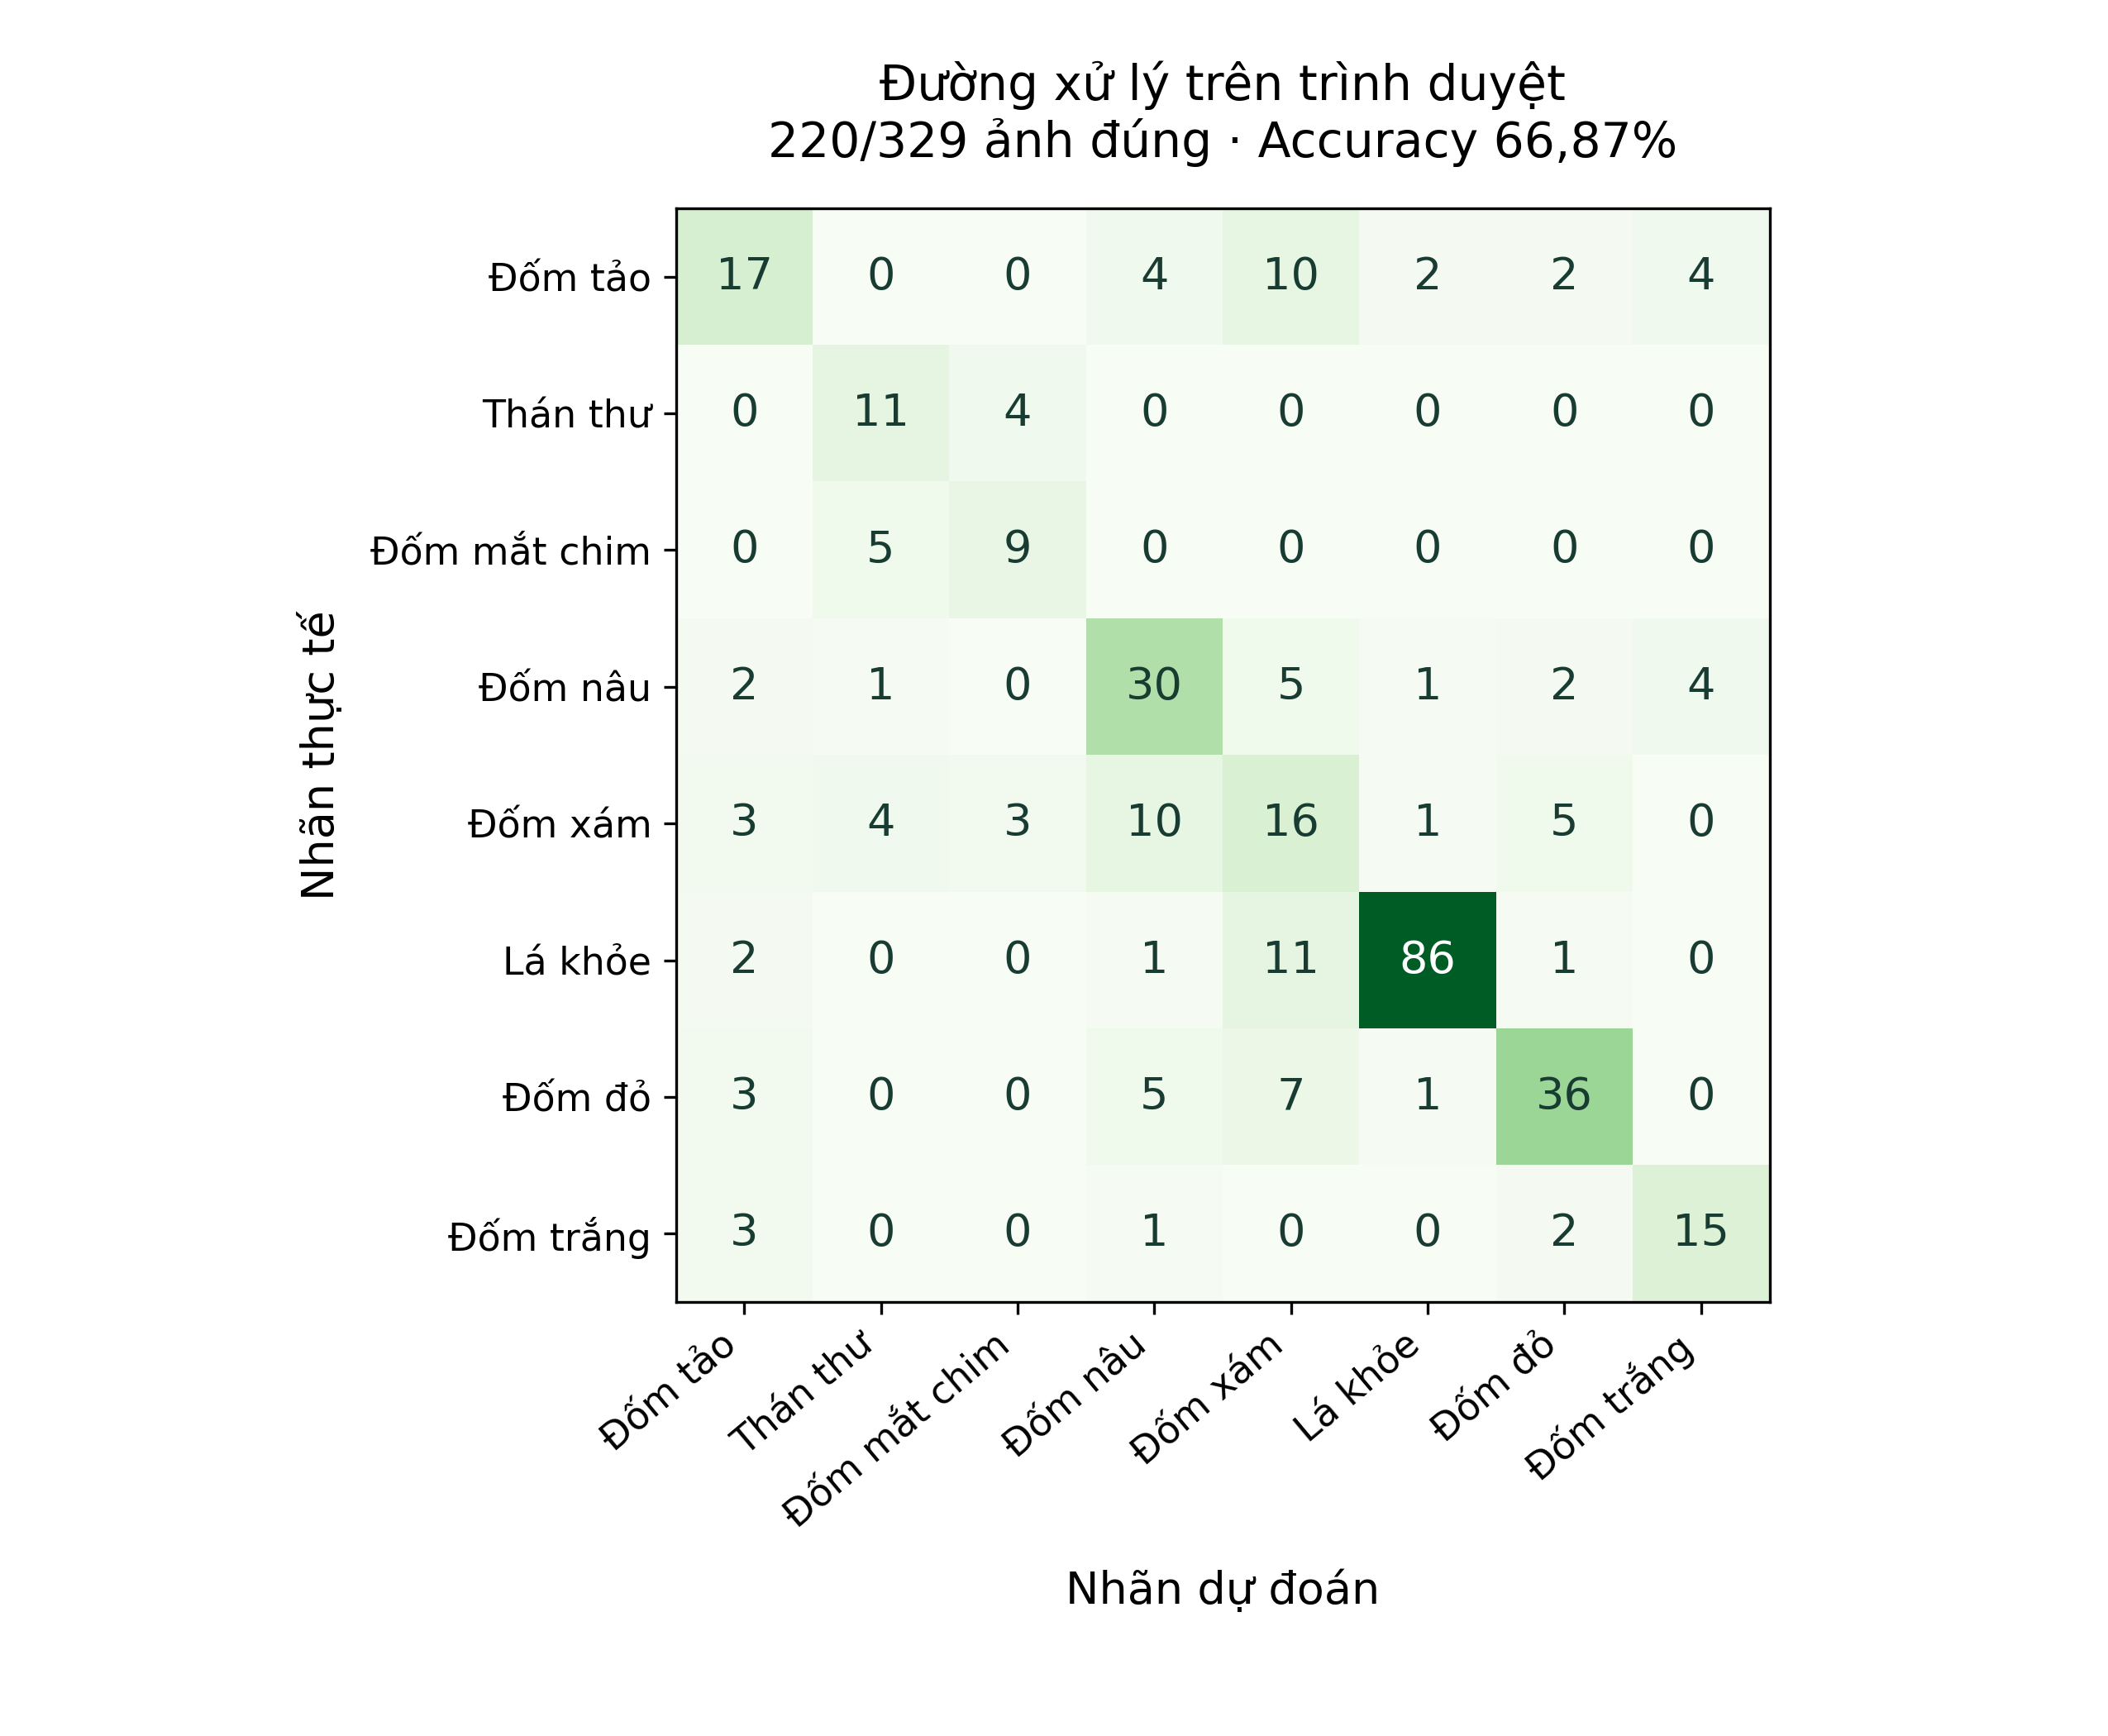 Đường xử lý trên trình duyệt
220/329 ảnh đúng · Accuracy 66,87%
Đốm tảo 17 0 0 4 10 2 2 4
Thán thư 0 11 4 0 0 0 0 0
Đốm mắt chim 0 5 9 0 0 0 0 0
Đốm nâu 2 1 0 30 5 1 2 4
Đốm xám 3 4 3 10 16 1 5 0
Lá khỏe 2 0 0 1 11 86 1 0
Đốm đỏ 3 0 0 5 7 1 36 0
Đốm trắng 3 0 0 1 0 0 2 15
Nhãn thực tế
Đốm tảo
Thán thư
Đốm mắt chim
Đốm nâu
Đốm xám
Lá khỏe
Đốm đỏ
Đốm trắng
Nhãn dự đoán